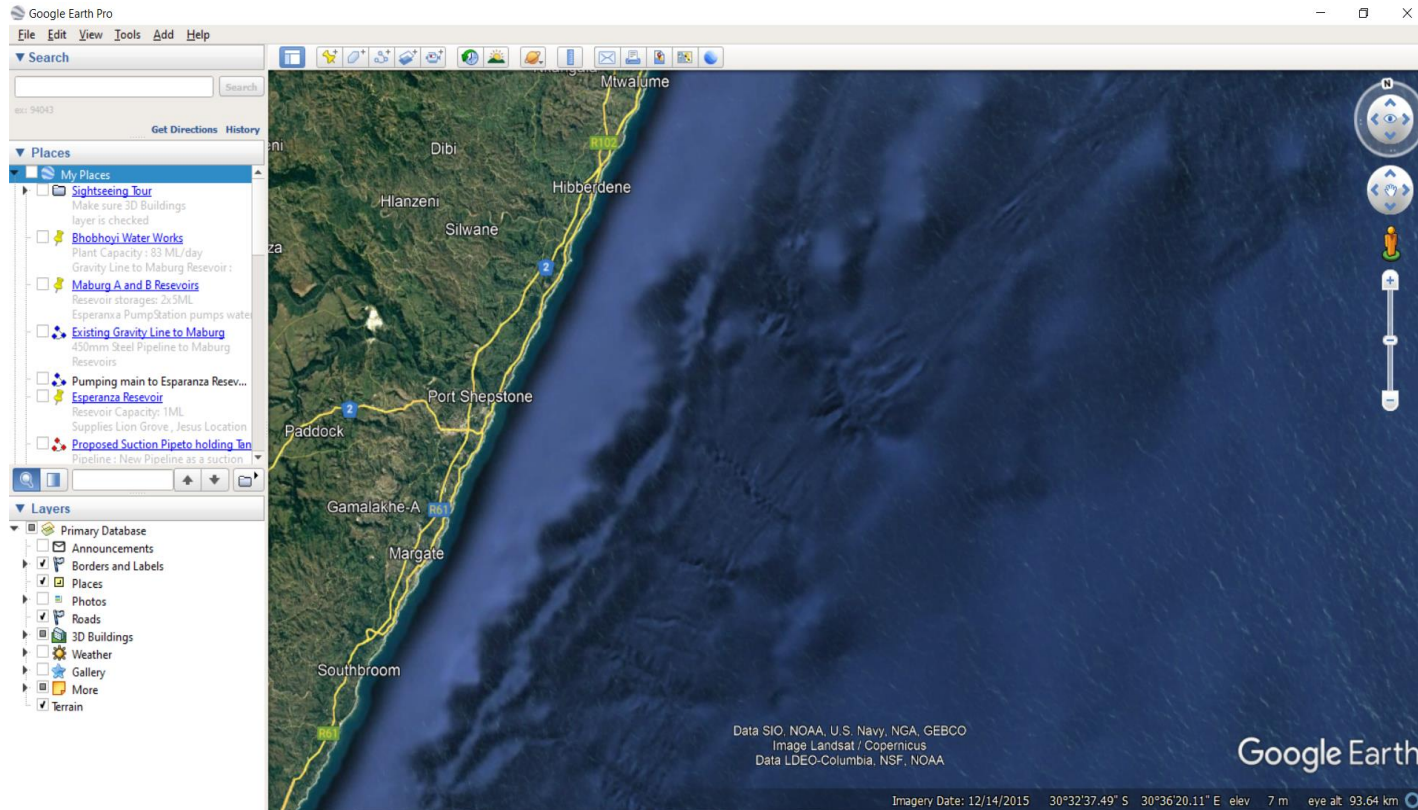 Google Earth Pro
File Edit View Tools Add Help
Search
Search
ex: 94043
Get Directions History
Places
My Places
Sightseeing Tour
Make sure 3D Buildings
layer is checked
Bhobhoyi Water Works
Plant Capacity : 83 ML/day
Gravity Line to Maburg Resevoir :
Maburg A and B Resevoirs
Resevoir storages: 2x5ML
Esperanxa PumpStation pumps water
Existing Gravity Line to Maburg
450mm Steel Pipeline to Maburg
Resevoirs
Pumping main to Esparanza Resev...
Esperanza Resevoir
Resevoir Capacity: 1ML
Supplies Lion Grove , Jesus Location
Proposed Suction Pipeto holding Tan
Pipeline : New Pipeline as a suction
Layers
Primary Database
Announcements
Borders and Labels
Places
Photos
Roads
3D Buildings
Weather
Gallery
More
Terrain
Mtwalume
R102
eni
Dibi
Hibberdene
Hlanzeni
Silwane
za
2
Port Shepstone
2
Paddock
Gamalakhe-A
R61
Margate
Southbroom
R61
N
Data SIO, NOAA, U.S. Navy, NGA, GEBCO
Image Landsat / Copernicus
Data LDEO-Columbia, NSF, NOAA
Google Earth
Imagery Date: 12/14/2015 30°32'37.49" S 30°36'20.11" E elev 7 m eye alt 93.64 km